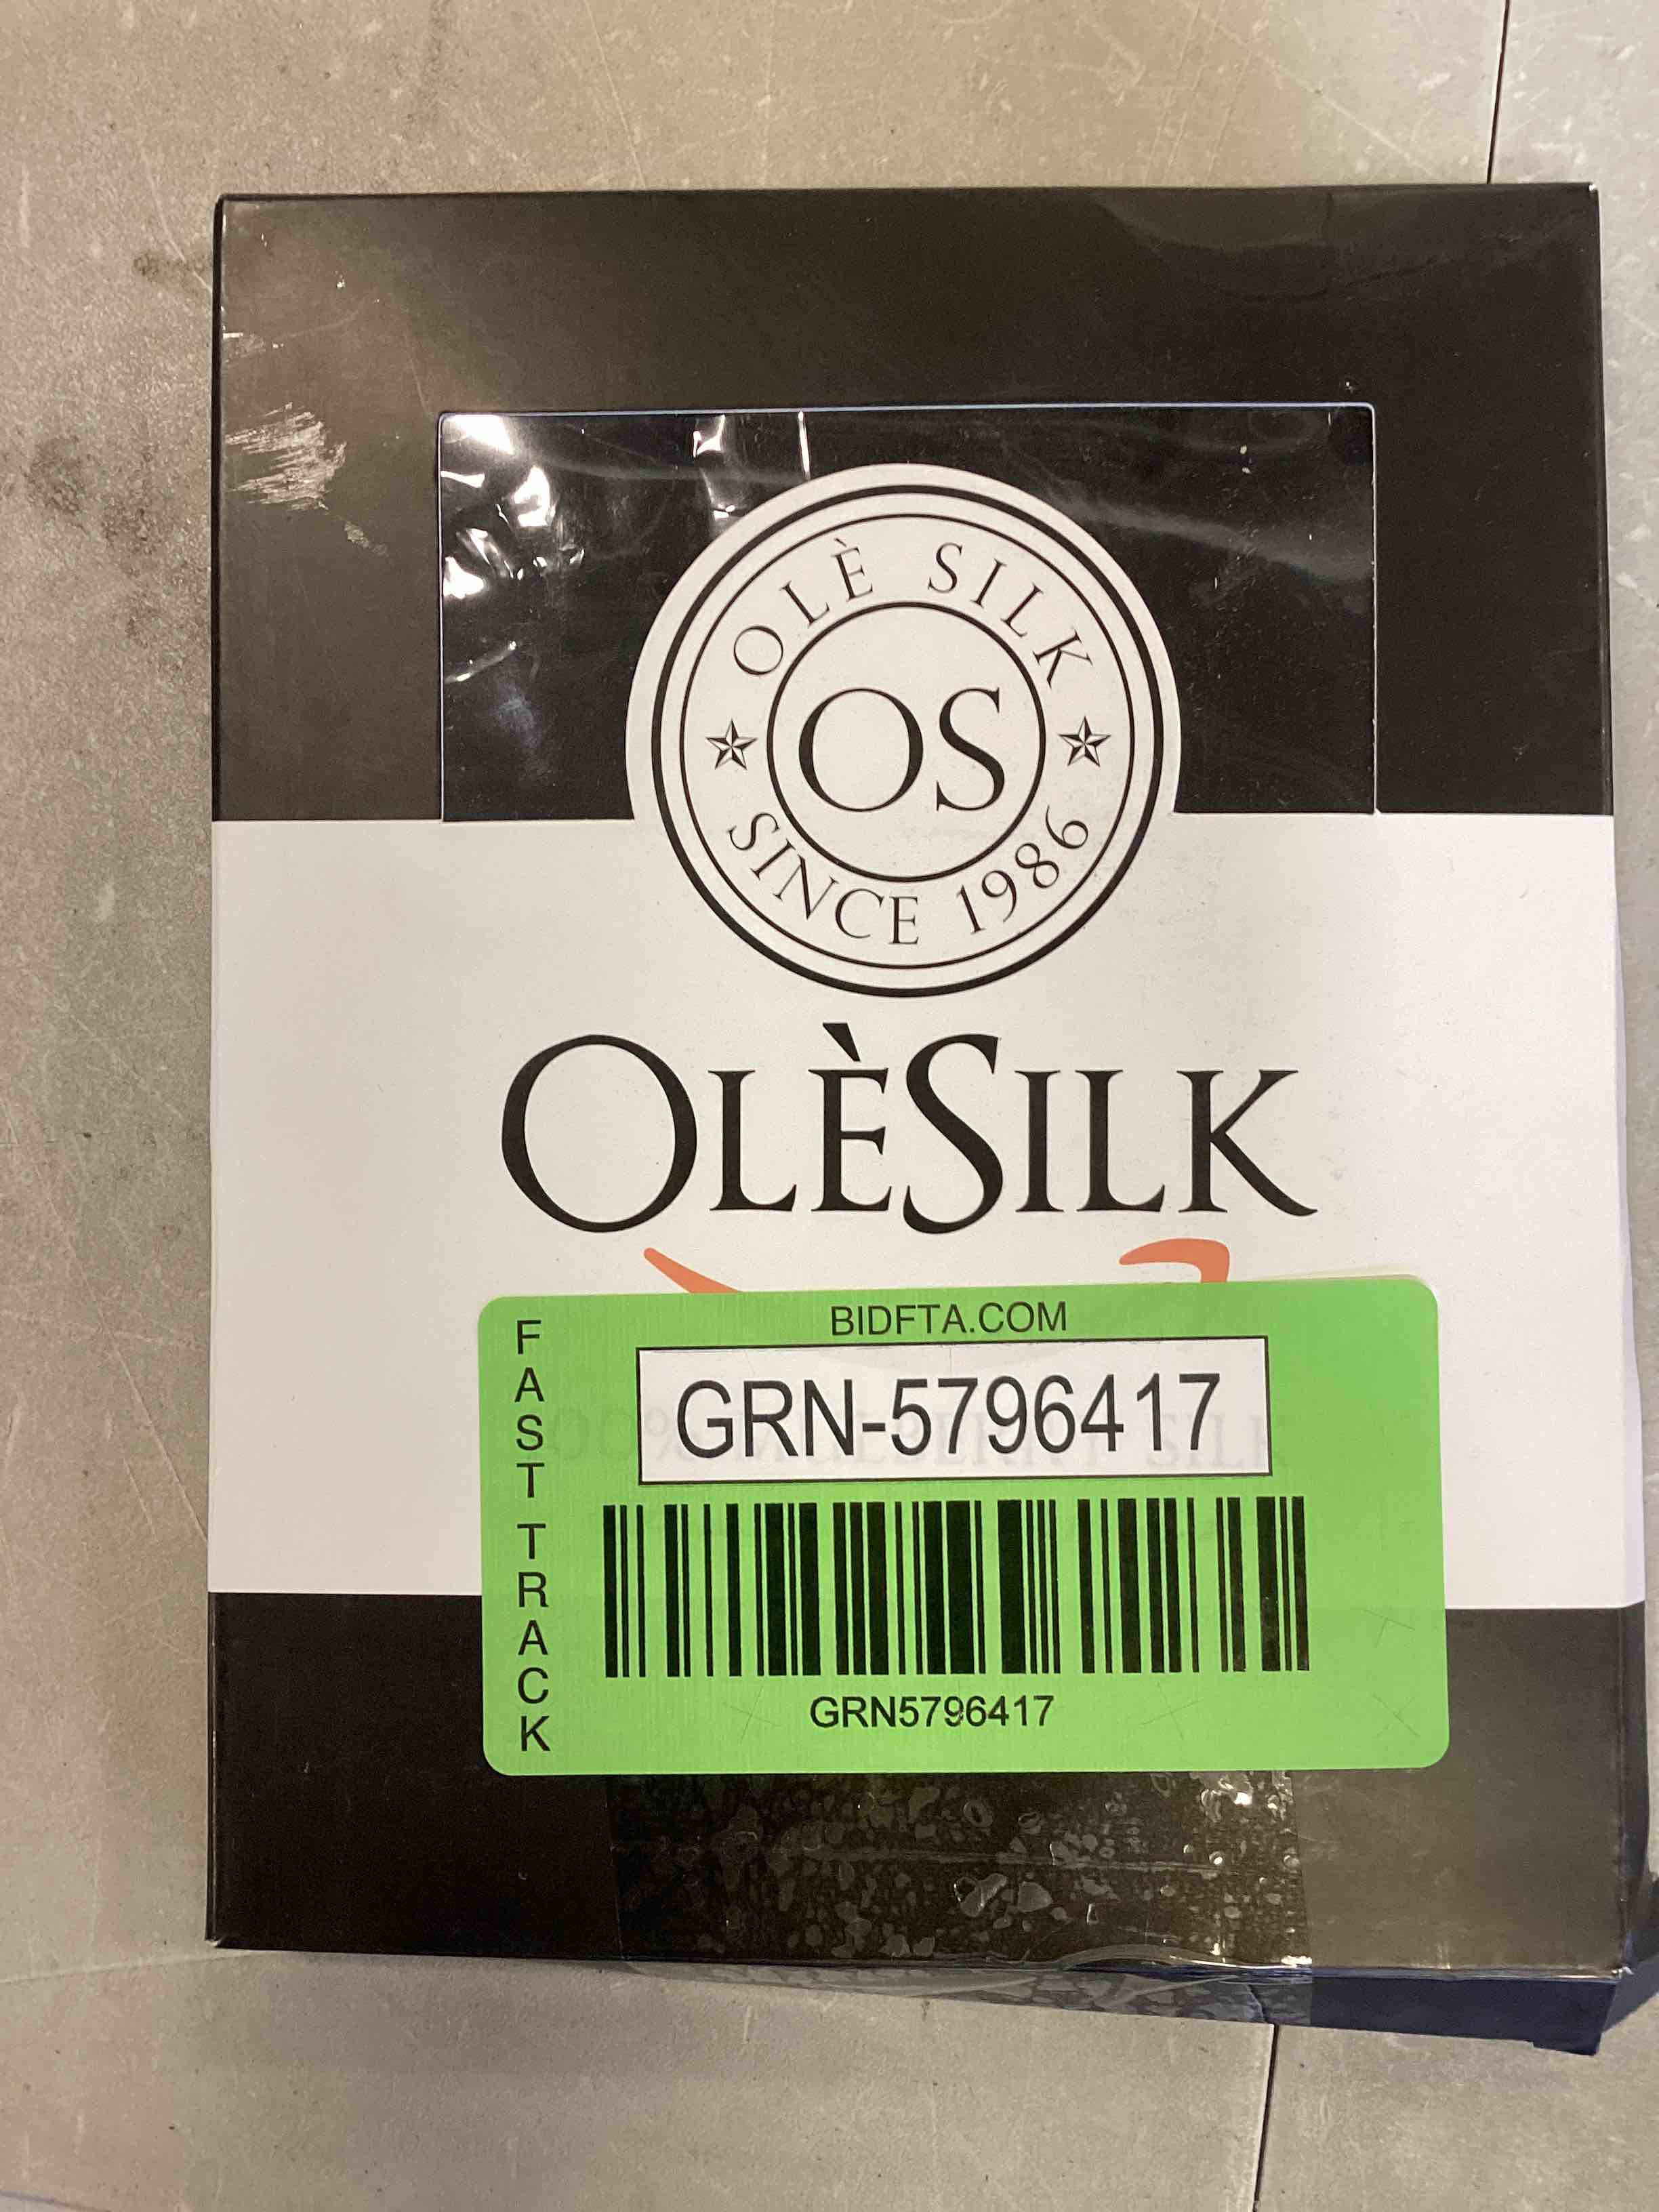 OLÈ SILK
OS
SINCE 1986
OLÈSILK
BIDFTA.COM
FAST TRACK
GRN-5796417
GRN5796417